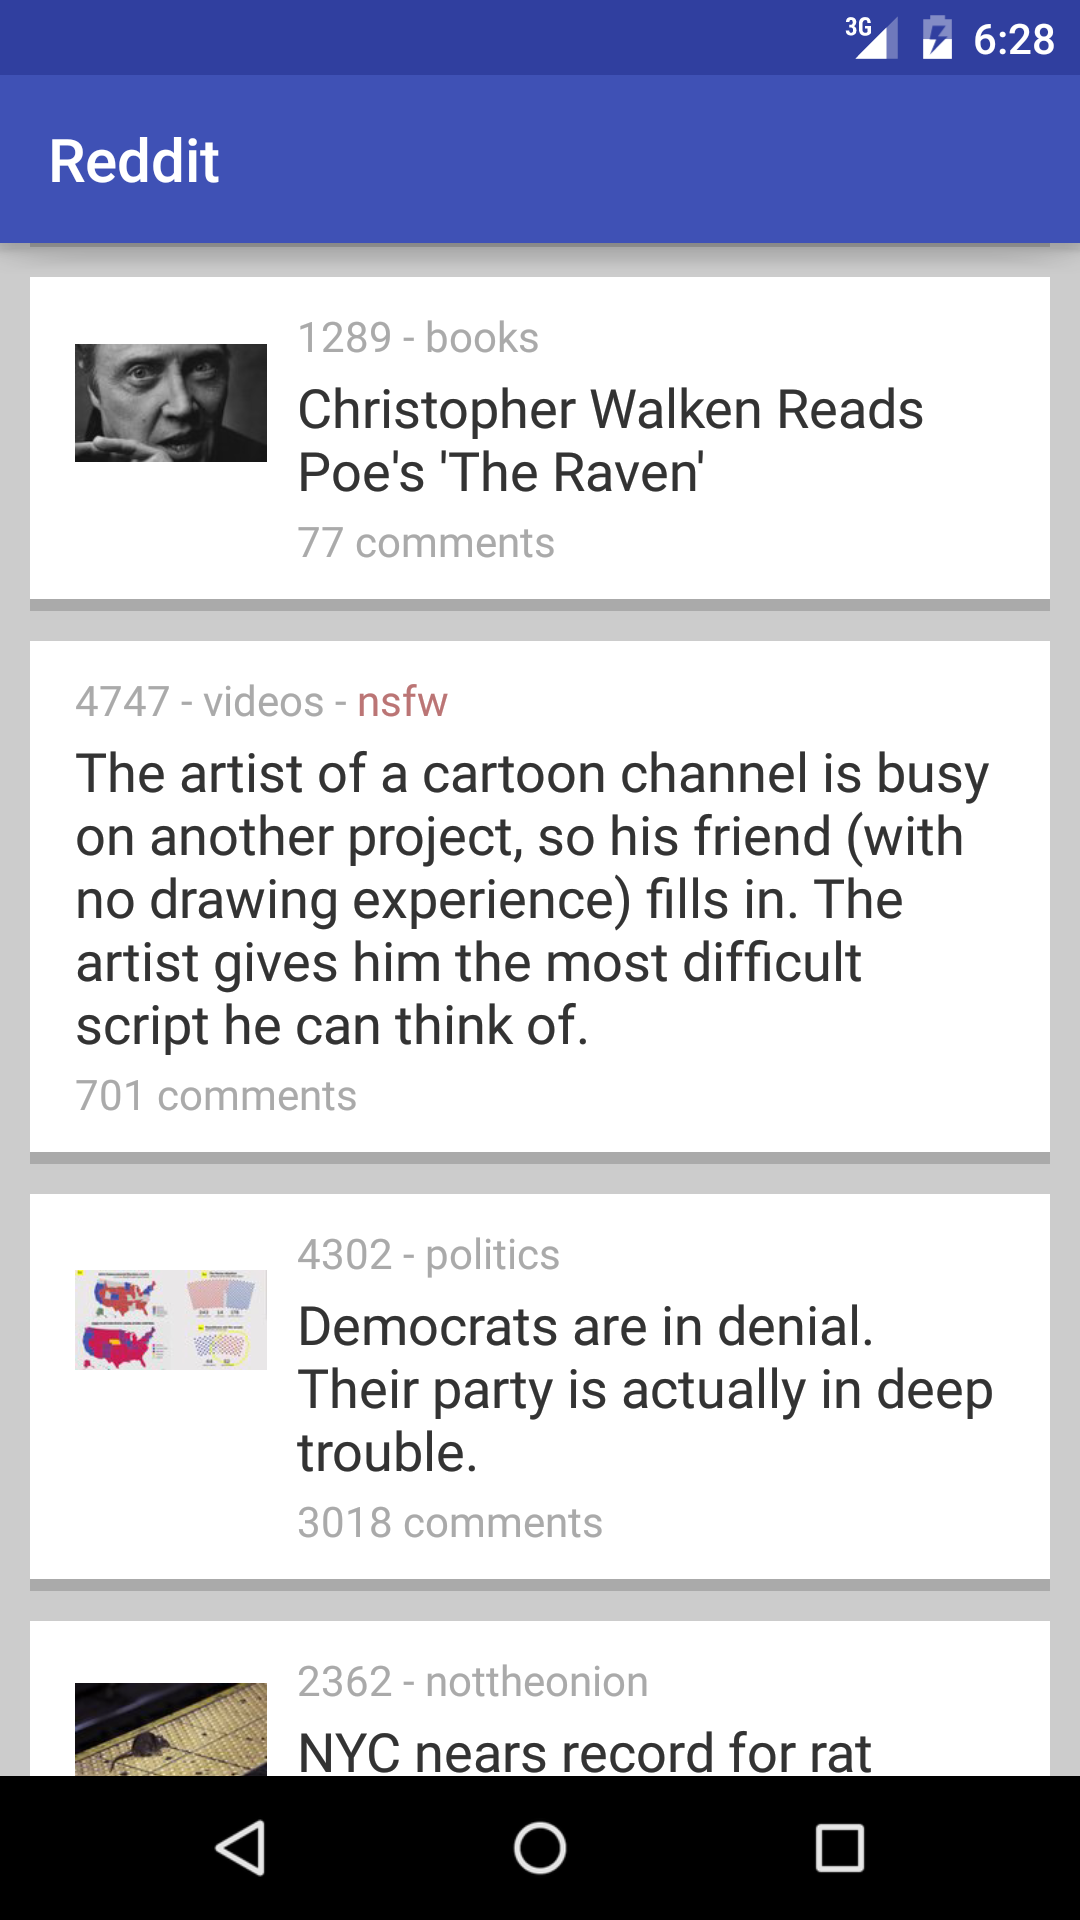 3G 6:28
Reddit
1289 - books
Christopher Walken Reads
Poe's 'The Raven'
77 comments
4747 - videos - nsfw
The artist of a cartoon channel is busy
on another project, so his friend (with
no drawing experience) fills in. The
artist gives him the most difficult
script he can think of.
701 comments
4302 - politics
Democrats are in denial.
Their party is actually in deep
trouble.
3018 comments
2362 - nottheonion
NYC nears record for rat